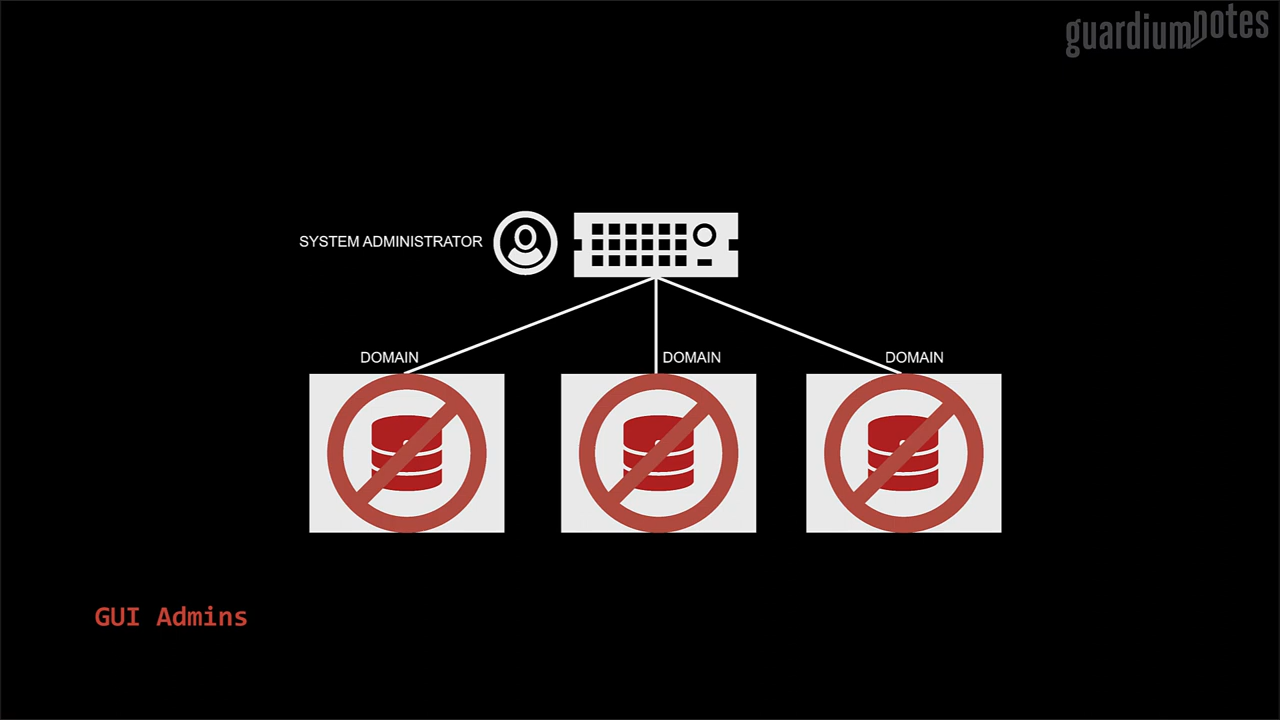 guardiumnotes
SYSTEM ADMINISTRATOR
DOMAIN
DOMAIN
DOMAIN
GUI Admins